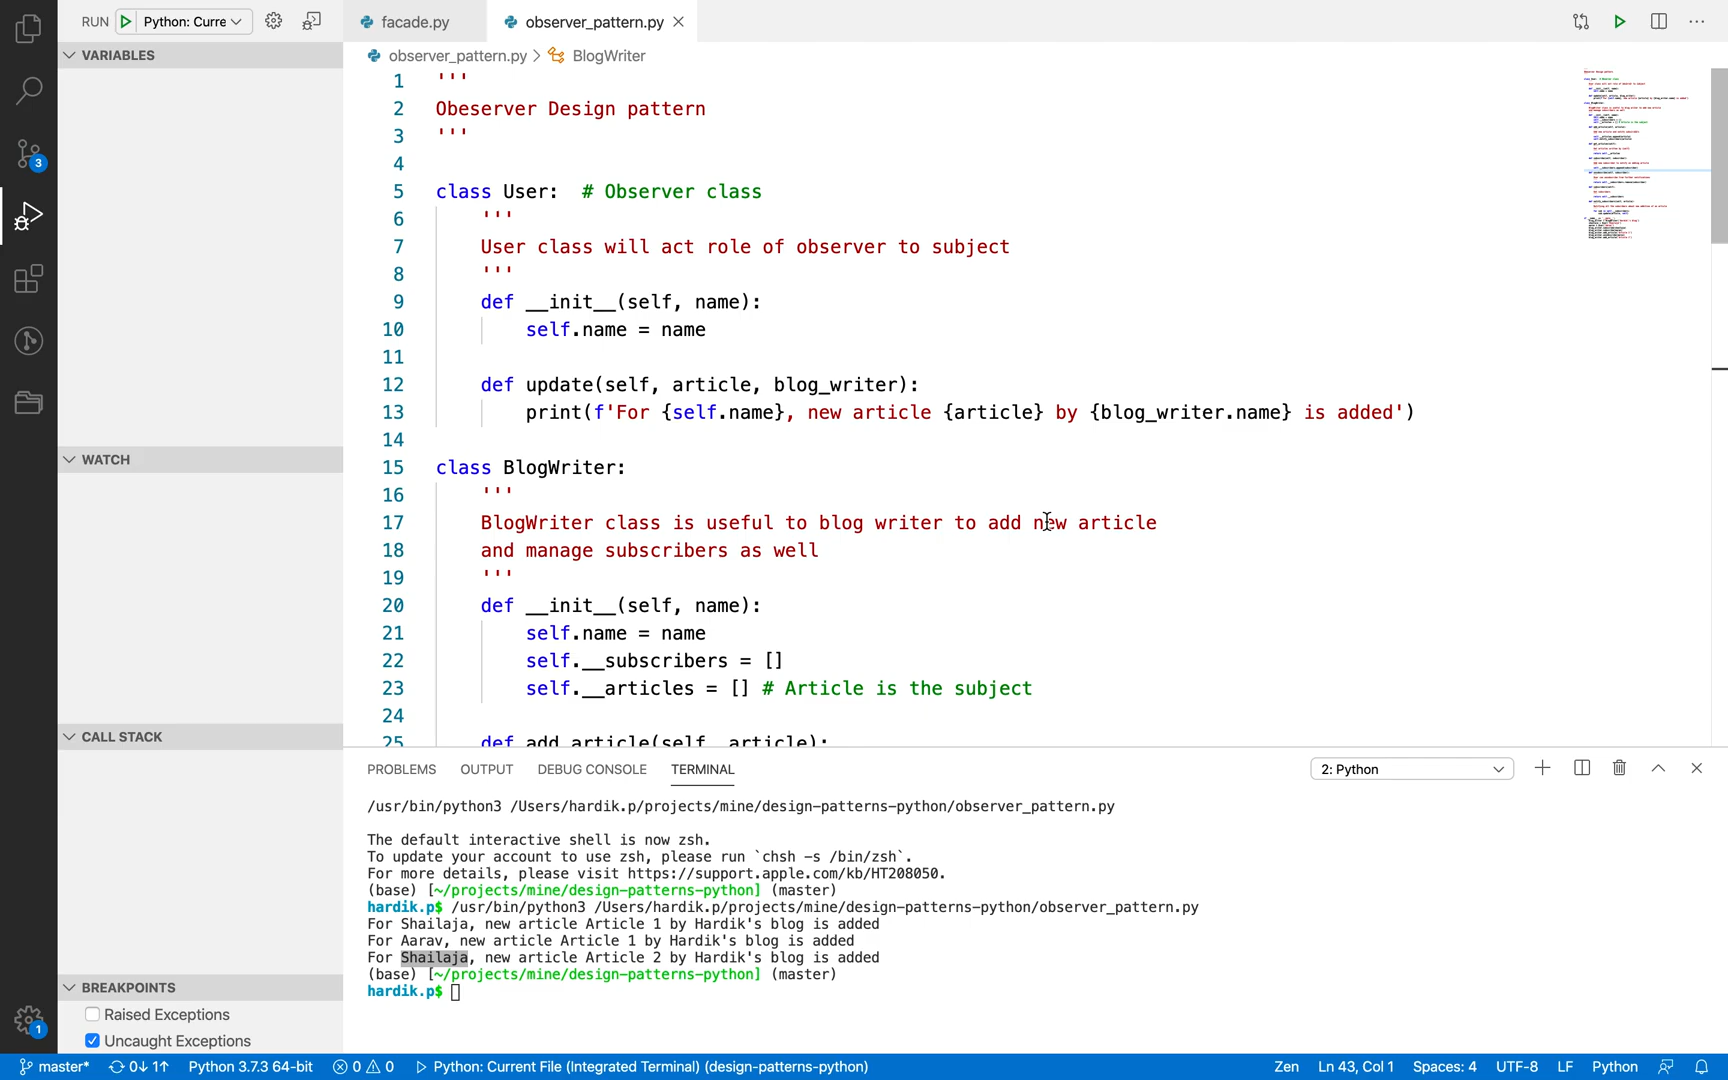 RUN Python: Curre
facade.py observer_pattern.py
VARIABLES
observer_pattern.py > BlogWriter
1 '''
2 Obeserver Design pattern
3 '''
4
5 class User:  # Observer class
6 '''
7 User class will act role of observer to subject
8 '''
9 def __init__(self, name):
10 self.name = name
11
12 def update(self, article, blog_writer):
13 print(f'For {self.name}, new article {article} by {blog_writer.name} is added')
14
15 class BlogWriter:
16 '''
17 BlogWriter class is useful to blog writer to add new article
18 and manage subscribers as well
19 '''
20 def __init__(self, name):
21 self.name = name
22 self.__subscribers = []
23 self.__articles = [] # Article is the subject
24
25 def add_article(self, article):
WATCH
CALL STACK
BREAKPOINTS
Raised Exceptions
Uncaught Exceptions
PROBLEMS OUTPUT DEBUG CONSOLE TERMINAL 2: Python
/usr/bin/python3 /Users/hardik.p/projects/mine/design-patterns-python/observer_pattern.py
The default interactive shell is now zsh.
To update your account to use zsh, please run `chsh -s /bin/zsh`.
For more details, please visit https://support.apple.com/kb/HT208050.
(base) [~/projects/mine/design-patterns-python] (master)
hardik.p$ /usr/bin/python3 /Users/hardik.p/projects/mine/design-patterns-python/observer_pattern.py
For Shailaja, new article Article 1 by Hardik's blog is added
For Aarav, new article Article 1 by Hardik's blog is added
For Shailaja, new article Article 2 by Hardik's blog is added
(base) [~/projects/mine/design-patterns-python] (master)
hardik.p$
3
1
master* 0↓ 1↑ Python 3.7.3 64-bit 0 0 Python: Current File (Integrated Terminal) (design-patterns-python) Zen Ln 43, Col 1 Spaces: 4 UTF-8 LF Python